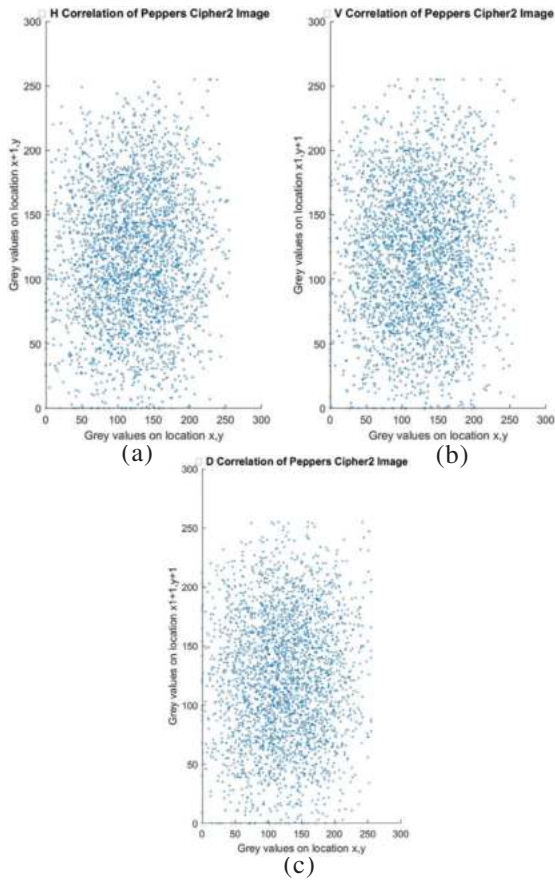 H Correlation of Peppers Cipher2 Image
300
250
200
150
100
50
0
Grey values on location x+1,y
0 50 100 150 200 250 300
Grey values on location x,y
(a)
V Correlation of Peppers Cipher2 Image
300
250
200
150
100
50
0
Grey values on location x1,y+1
0 50 100 150 200 250 300
Grey values on location x,y
(b)
D Correlation of Peppers Cipher2 Image
300
250
200
150
100
50
0
Grey values on location x1+1,y+1
0 50 100 150 200 250 300
Grey values on location x,y
(c)